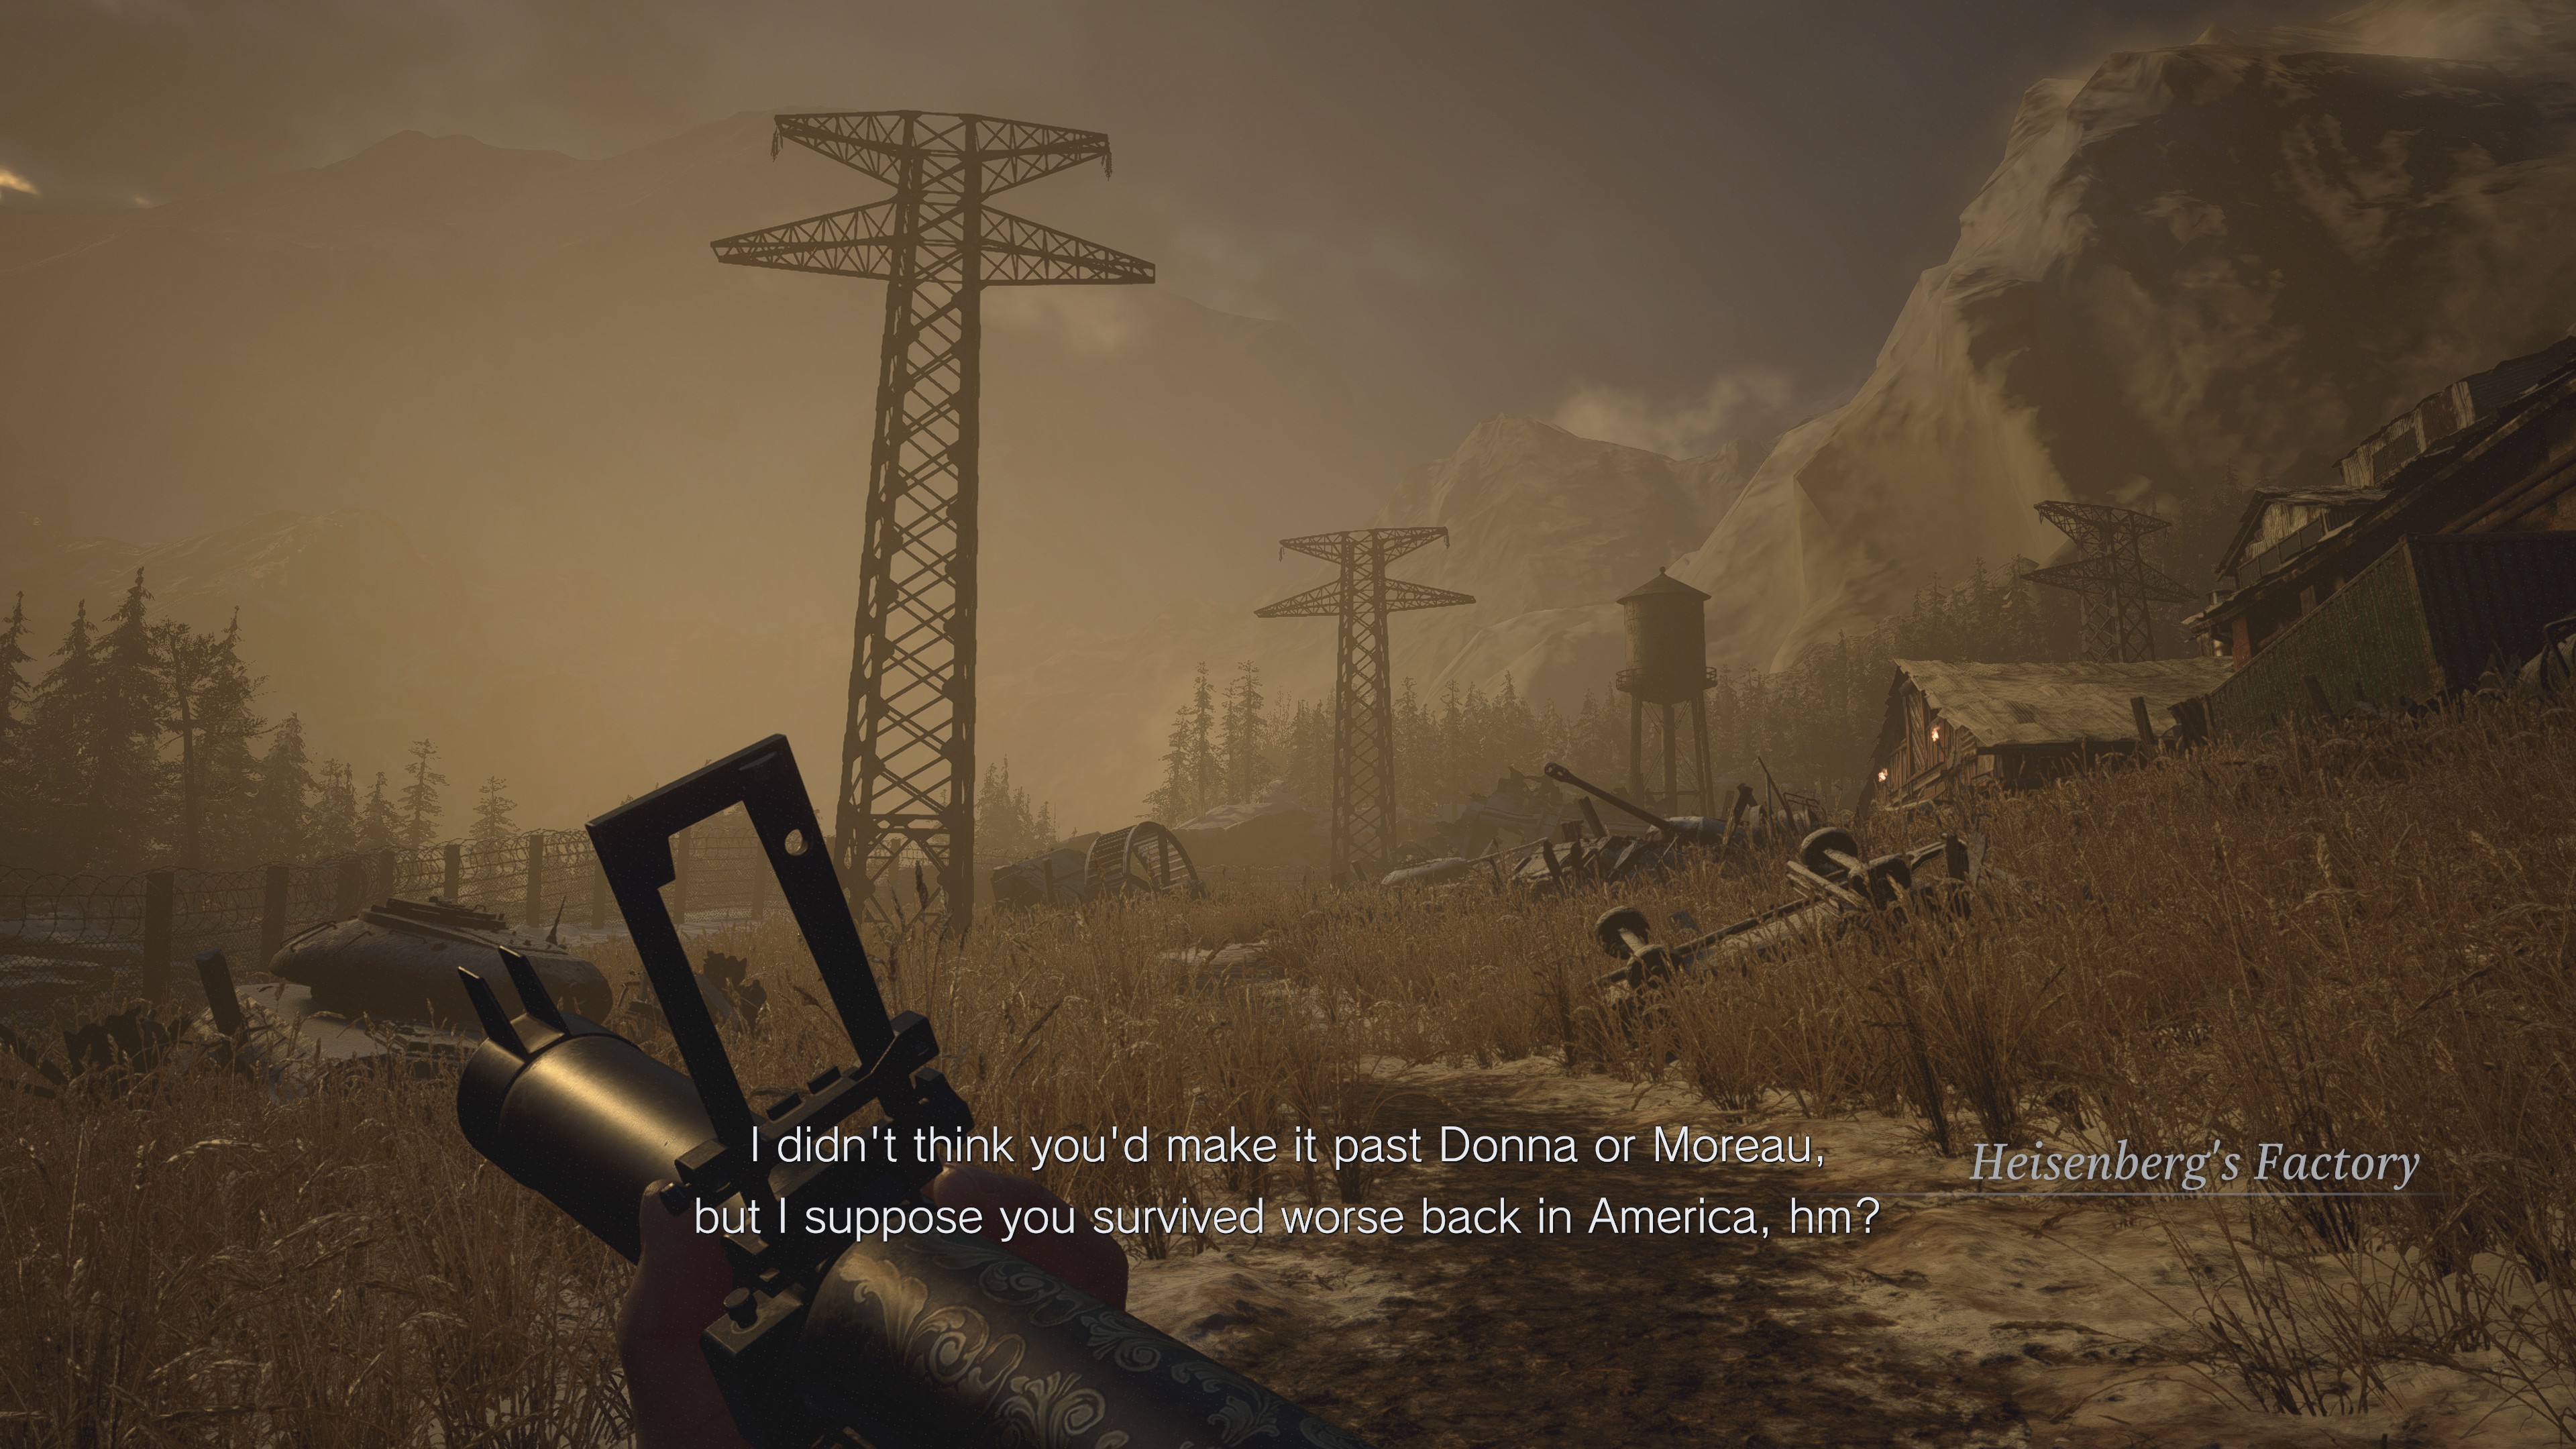 I didn't think you'd make it past Donna or Moreau,
but I suppose you survived worse back in America, hm?
Heisenberg's Factory